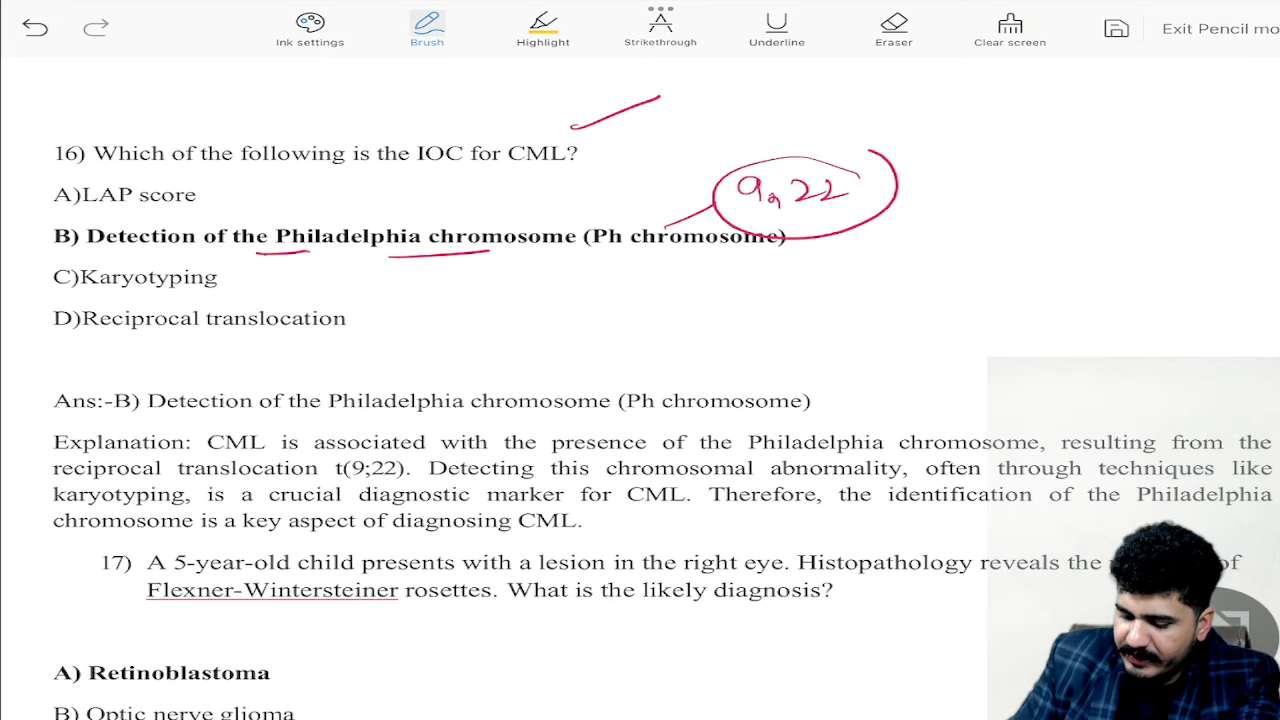 Ink settings
Brush
Highlight
Strikethrough
Underline
Eraser
Clear screen
Exit Pencil mo
16) Which of the following is the IOC for CML?
A)LAP score
9, 22
B) Detection of the Philadelphia chromosome (Ph chromosome)
C)Karyotyping
D)Reciprocal translocation
Ans:-B) Detection of the Philadelphia chromosome (Ph chromosome)
Explanation: CML is associated with the presence of the Philadelphia chromosome, resulting from the
reciprocal translocation t(9;22). Detecting this chromosomal abnormality, often through techniques like
karyotyping, is a crucial diagnostic marker for CML. Therefore, the identification of the Philadelphia
chromosome is a key aspect of diagnosing CML.
17) A 5-year-old child presents with a lesion in the right eye. Histopathology reveals the of
Flexner-Wintersteiner rosettes. What is the likely diagnosis?
A) Retinoblastoma
B) Optic nerve glioma